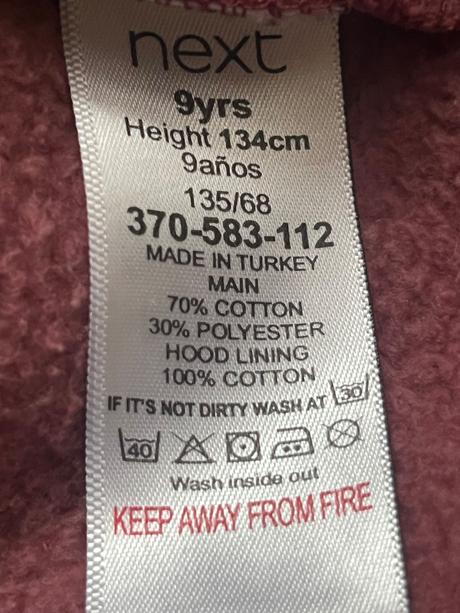 next
9yrs
Height 134cm
9años
135/68
370-583-112
MADE IN TURKEY
MAIN
70% COTTON
30% POLYESTER
HOOD LINING
100% COTTON
IF IT'S NOT DIRTY WASH AT 30
40
Wash inside out
KEEP AWAY FROM FIRE